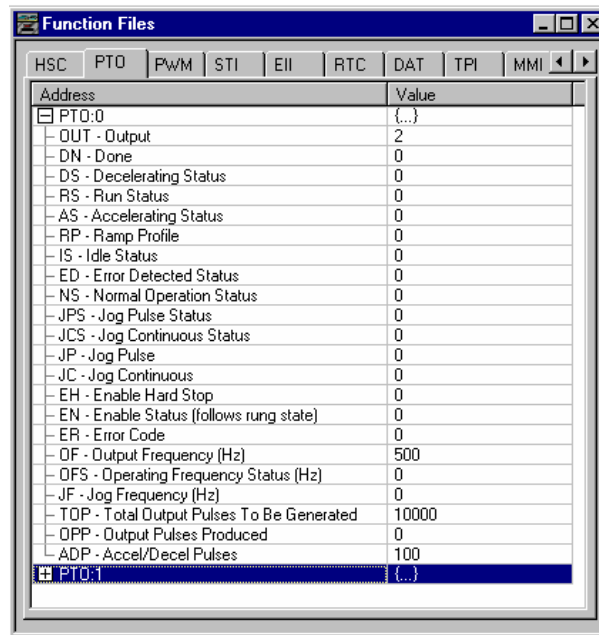 Function Files
HSC PTO PWM STI EII RTC DAT TPI MMI
Address Value
PTO:0 {...}
OUT - Output 2
DN - Done 0
DS - Decelerating Status 0
RS - Run Status 0
AS - Accelerating Status 0
RP - Ramp Profile 0
IS - Idle Status 0
ED - Error Detected Status 0
NS - Normal Operation Status 0
JPS - Jog Pulse Status 0
JCS - Jog Continuous Status 0
JP - Jog Pulse 0
JC - Jog Continuous 0
EH - Enable Hard Stop 0
EN - Enable Status (follows rung state) 0
ER - Error Code 0
OF - Output Frequency (Hz) 500
OFS - Operating Frequency Status (Hz) 0
JF - Jog Frequency (Hz) 0
TOP - Total Output Pulses To Be Generated 10000
OPP - Output Pulses Produced 0
ADP - Accel/Decel Pulses 100
PTO:1 {...}